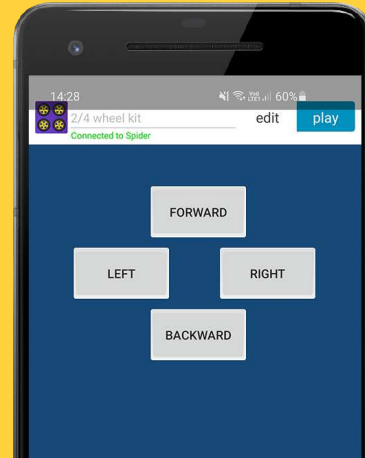 14:28 60%
2/4 wheel kit edit play
Connected to Spider
FORWARD
LEFT RIGHT
BACKWARD